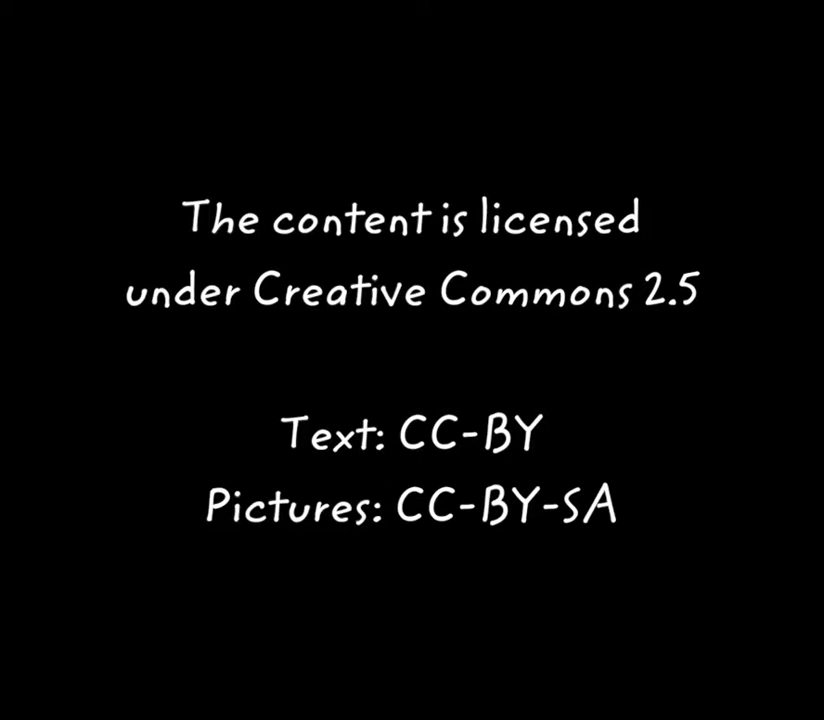 The content is licensed
under Creative Commons 2.5
Text: CC-BY
Pictures: CC-BY-SA